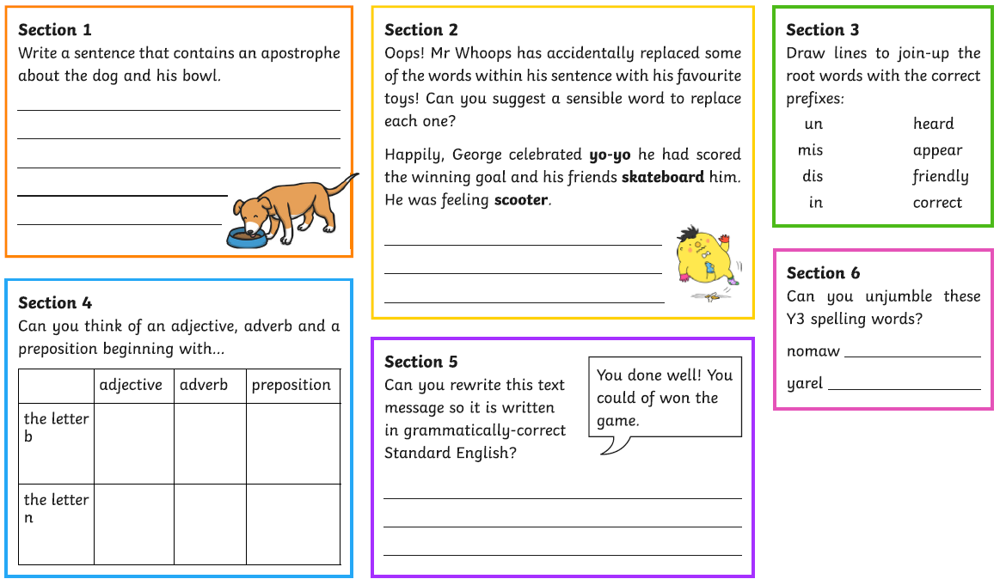 Section 1
Write a sentence that contains an apostrophe
about the dog and his bowl.
Section 2
Oops! Mr Whoops has accidentally replaced some
of the words within his sentence with his favourite
toys! Can you suggest a sensible word to replace
each one?
Happily, George celebrated yo-yo he had scored
the winning goal and his friends skateboard him.
He was feeling scooter.
Section 3
Draw lines to join-up the
root words with the correct
prefixes:
un heard
mis appear
dis friendly
in correct
Section 4
Can you think of an adjective, adverb and a
preposition beginning with...
adjective adverb preposition
the letter
b
the letter
n
Section 5
Can you rewrite this text
message so it is written
in grammatically-correct
Standard English?
You done well! You
could of won the
game.
Section 6
Can you unjumble these
Y3 spelling words?
nomaw
yarel